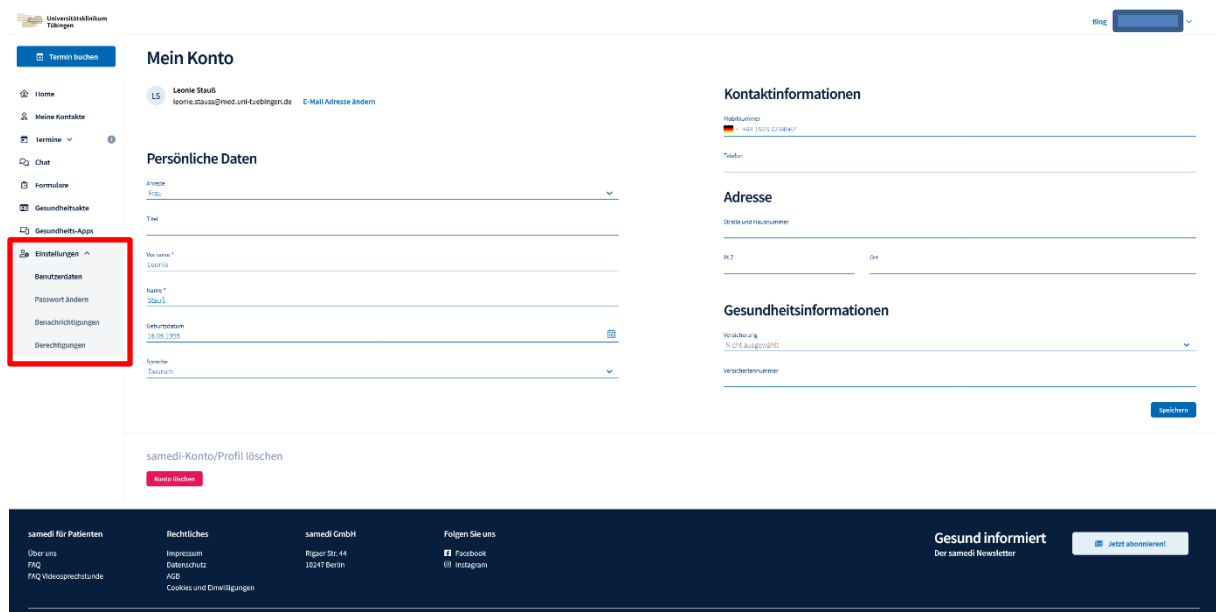 Universitätsklinikum
Tübingen
Blog
Termin buchen
Home
Meine Kontakte
Termine
Chat
Formulare
Gesundheitsakte
Gesundheits-Apps
Einstellungen
Benutzerdaten
Passwort ändern
Benachrichtigungen
Berechtigungen
Mein Konto
LS
Leonie Stauß
leonie.stauss@med.uni-tuebingen.de E-Mail Adresse ändern
Persönliche Daten
Anrede
Frau
Titel
Vorname *
Leonie
Name *
Stauß
Geburtsdatum
Sprache
Deutsch
Kontaktinformationen
Mobilnummer
+49 1523 1234567
Telefon
Adresse
Straße und Hausnummer
PLZ Ort
Gesundheitsinformationen
Versicherung
Nicht ausgewählt
Versichertennummer
Speichern
samedi-Konto/Profil löschen
Konto löschen
samedi für Patienten
Über uns
FAQ
FAQ Videosprechstunde
Rechtliches
Impressum
Datenschutz
AGB
Cookies und Einwilligungen
samedi GmbH
Rigaer Str. 44
10247 Berlin
Folgen Sie uns
Facebook
Instagram
Gesund informiert
Der samedi Newsletter
Jetzt abonnieren!